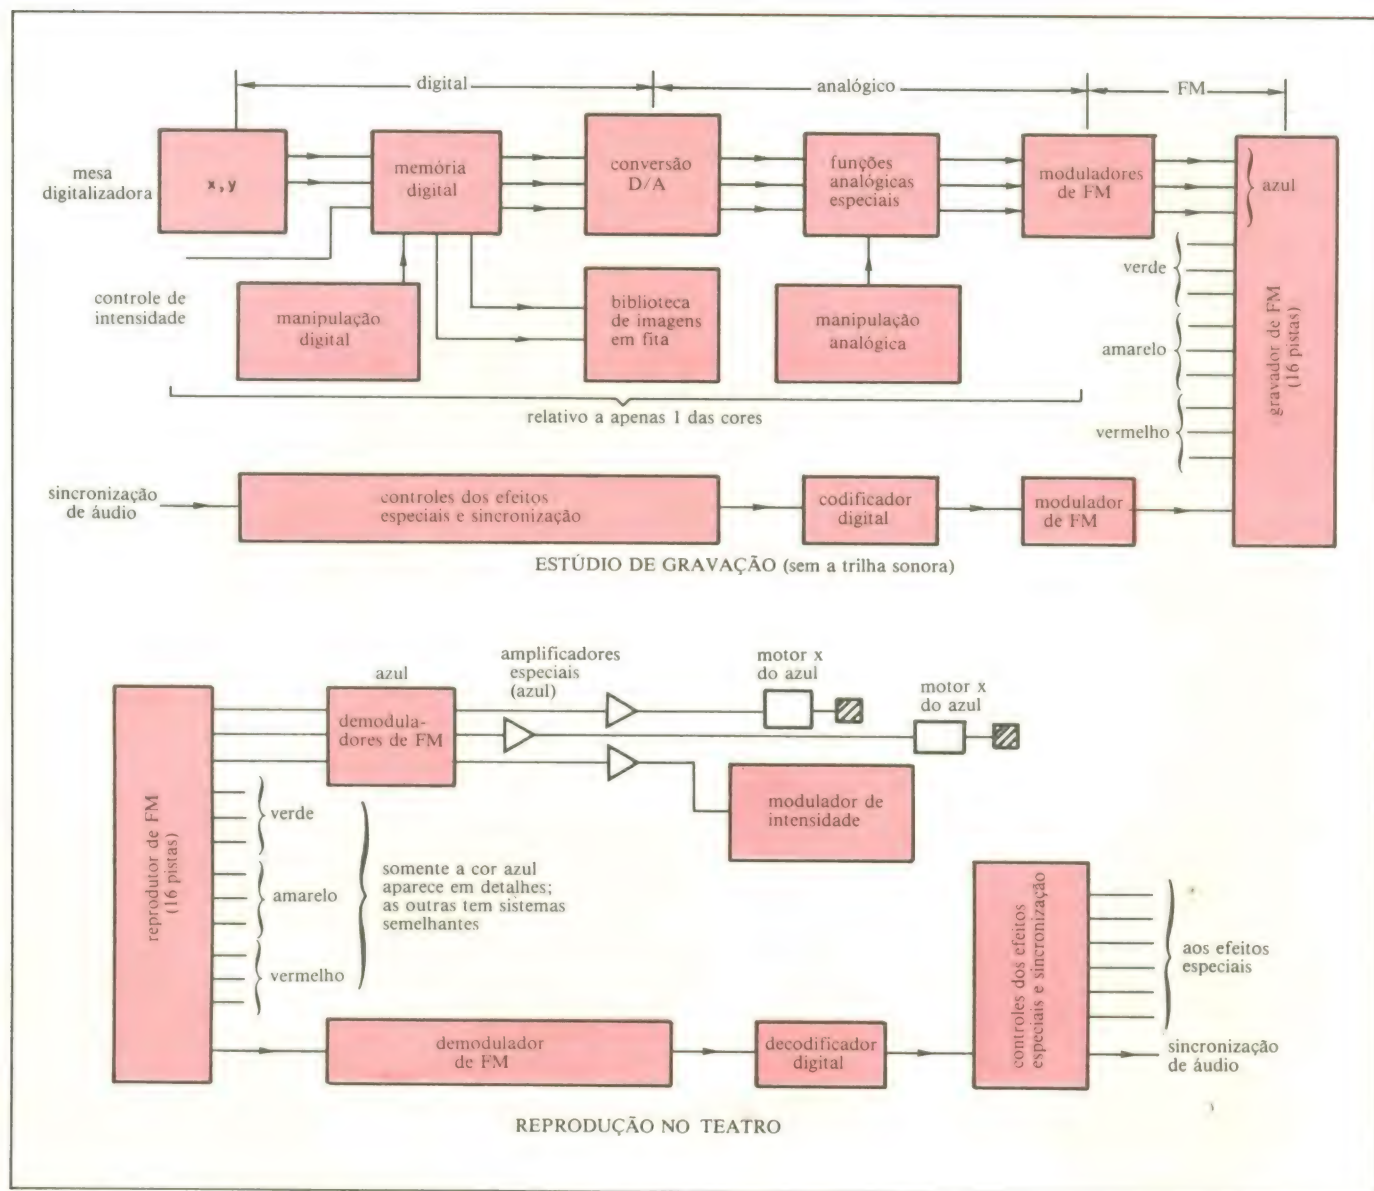 digital
analógico
FM
mesa
digitalizadora
x, y
memória
digital
conversão
D/A
funções
analógicas
especiais
moduladores
de FM
azul
verde
amarelo
vermelho
gravador de FM
(16 pistas)
controle de
intensidade
manipulação
digital
biblioteca
de imagens
em fita
manipulação
analógica
relativo a apenas 1 das cores
sincronização
de áudio
controles dos efeitos
especiais e sincronização
codificador
digital
modulador
de FM
ESTÚDIO DE GRAVAÇÃO (sem a trilha sonora)
reprodutor de FM
(16 pistas)
azul
demodula-
dores de FM
amplificadores
especiais
(azul)
motor x
do azul
motor x
do azul
modulador de
intensidade
verde
amarelo
vermelho
somente a cor azul
aparece em detalhes;
as outras tem sistemas
semelhantes
demodulador
de FM
decodificador
digital
controles dos efeitos
especiais e sincronização
aos efeitos
especiais
sincronização
de áudio
REPRODUÇÃO NO TEATRO